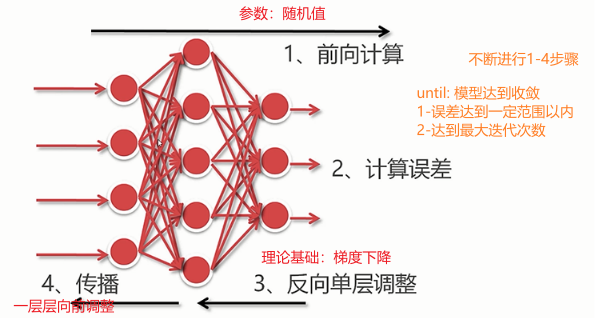 参数：随机值
1、前向计算
不断进行1-4步骤
until: 模型达到收敛
1-误差达到一定范围以内
2-达到最大迭代次数
2、计算误差
理论基础：梯度下降
4、传播
3、反向单层调整
一层层向前调整